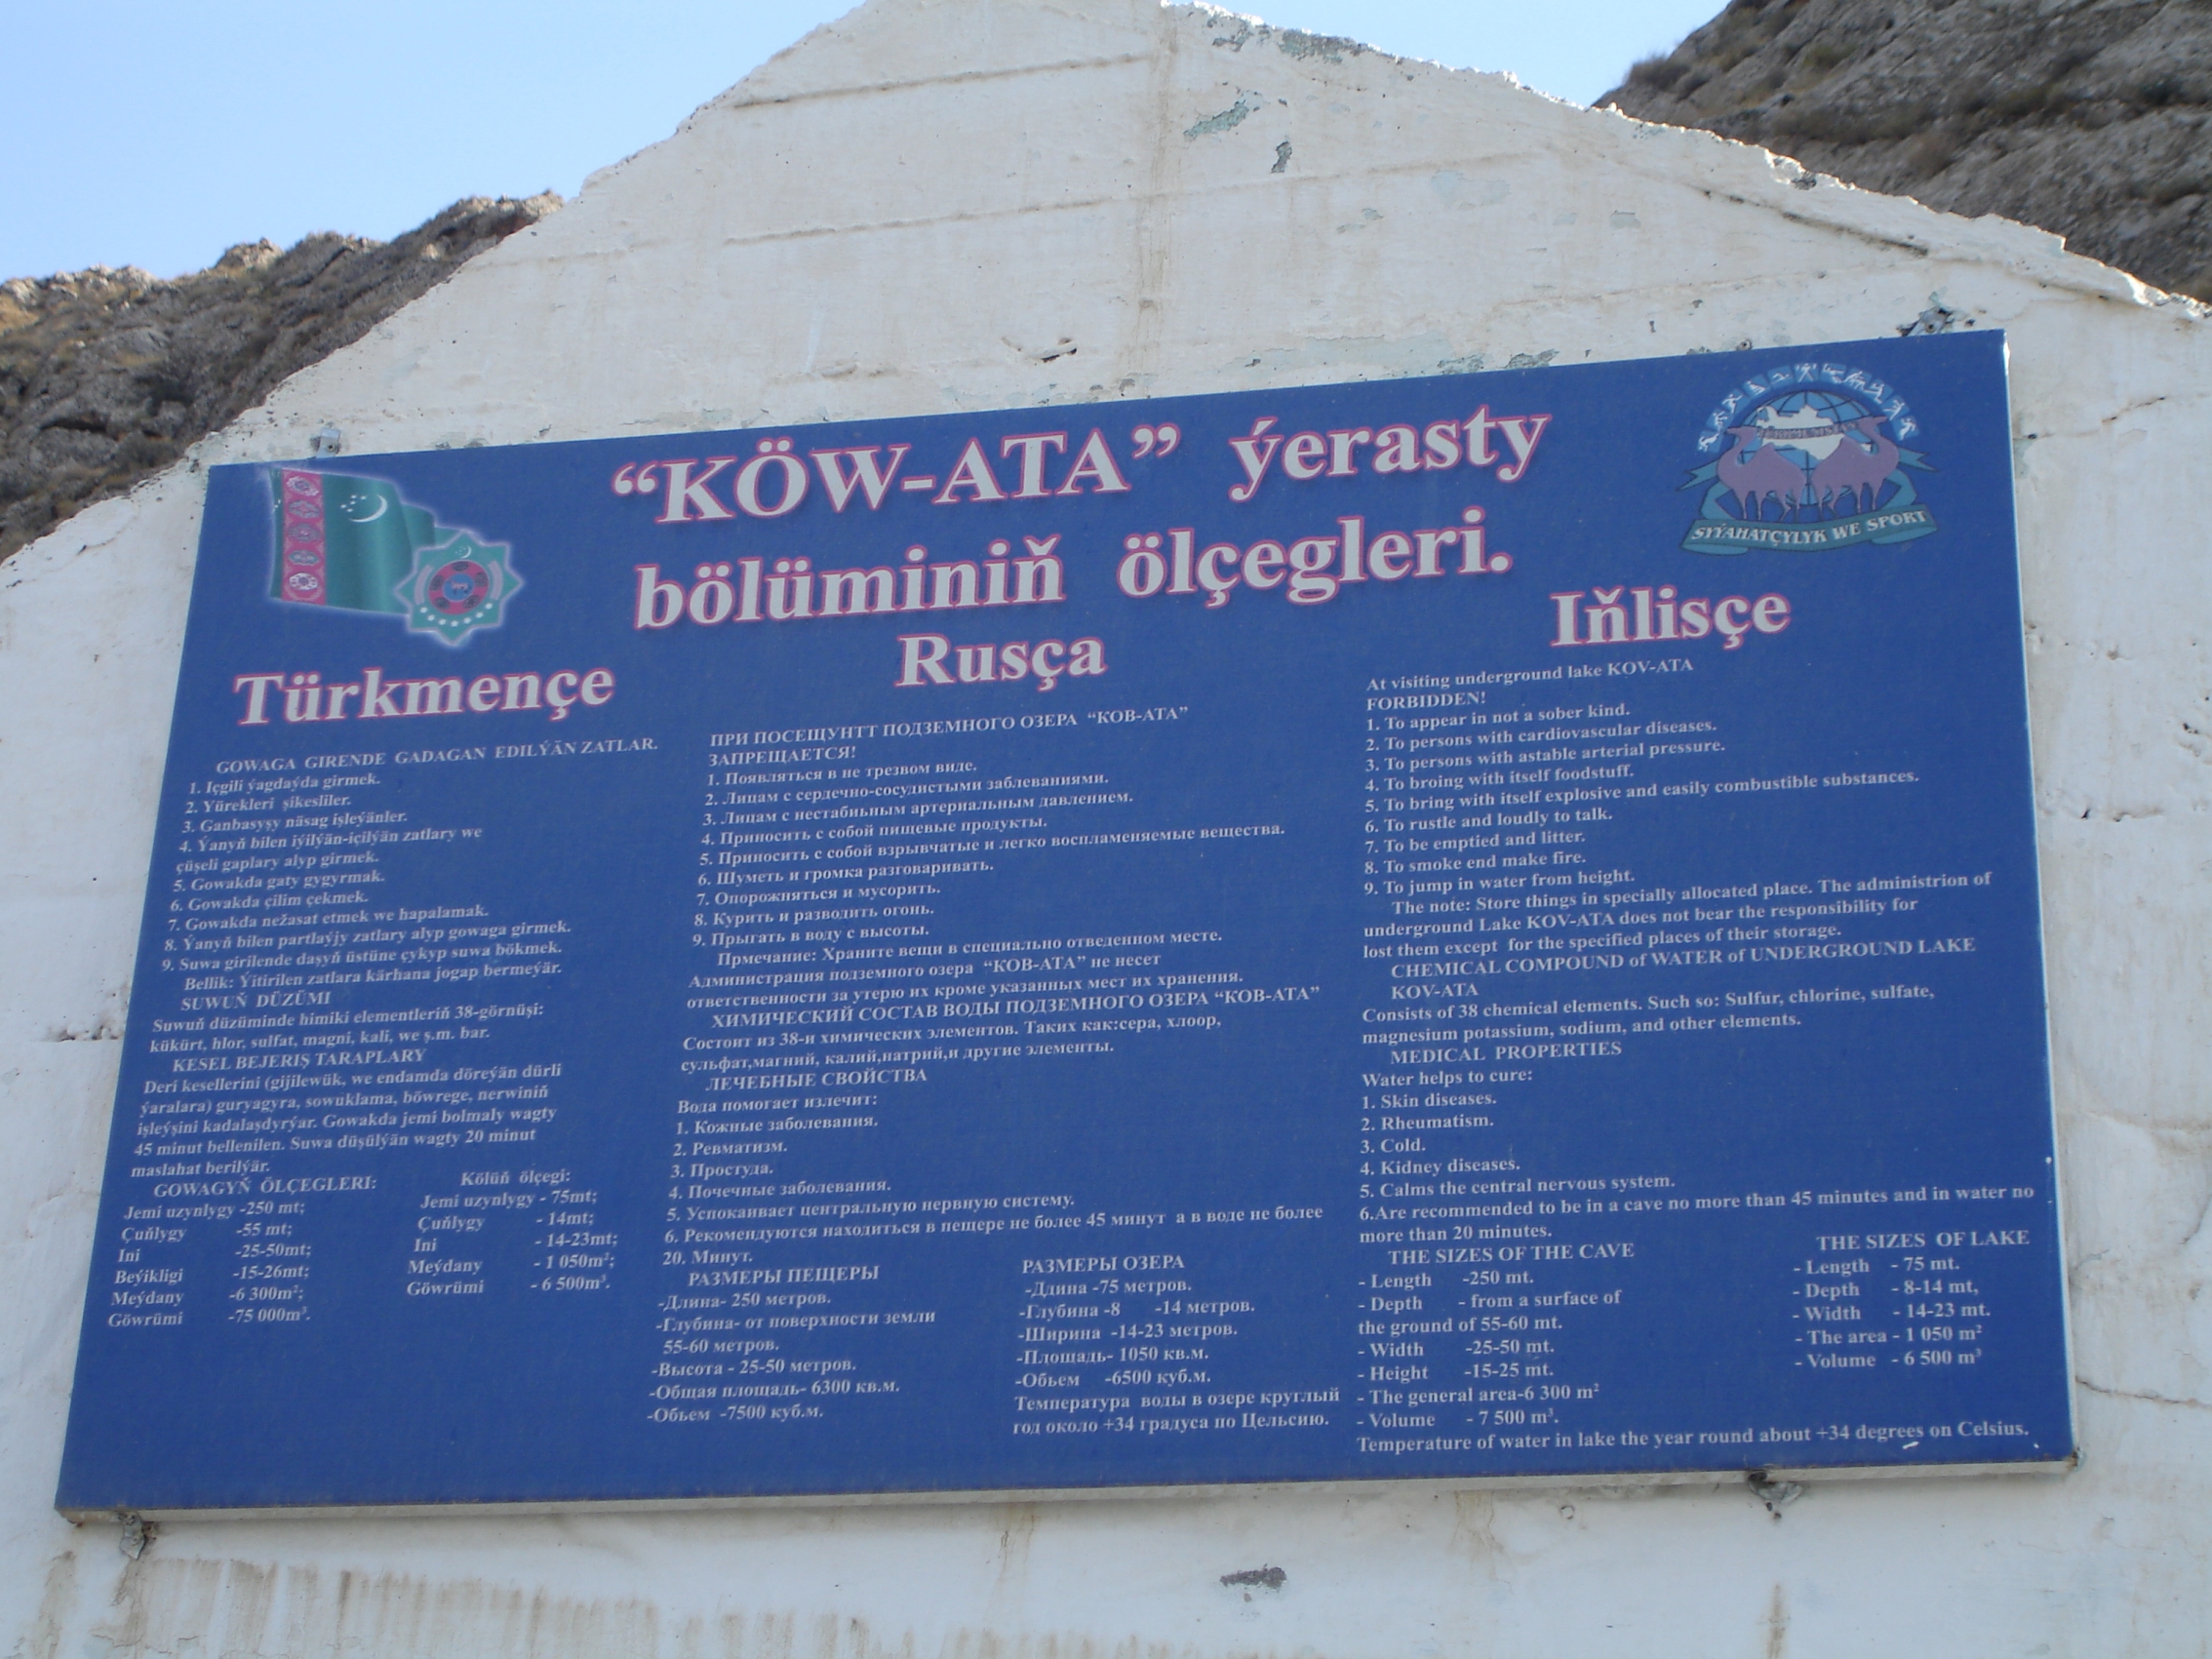 “KÖW-ATA” ýerasty
bölüminiň ölçegleri.
SYÝAHATÇYLYK WE SPORT
Türkmençe
GOWAGA GIRENDE GADAGAN EDILÝÄN ZATLAR.
1. Içgili ýagdaýda girmek.
2. Yürekleri şikesliler.
3. Ganbasyşy näsag işleýänler.
4. Ýanyň bilen iýilýän-içilýän zatlary we
çüşeli gaplary alyp girmek.
5. Gowakda gaty gygyrmak.
6. Gowakda çilim çekmek.
7. Gowakda nežasat etmek we hapalamak.
8. Ýanyň bilen partlaýjy zatlary alyp gowaga girmek.
9. Suwa girilende daşyň üstüne çykyp suwa bökmek.
Bellik: Ýitirilen zatlara kärhana jogap bermeýär.
SUWUŇ DÜZÜMI
Suwuň düzüminde himiki elementleriň 38-görnüşi:
kükürt, hlor, sulfat, magni, kali, we ş.m. bar.
KESEL BEJERIŞ TARAPLARY
Deri kesellerini (gijilewük, we endamda döreýän dürli
ýaralara) guryagyra, sowuklama, böwrege, nerwiniň
işleýşini kadalaşdyrýar. Gowakda jemi bolmaly wagty
45 minut bellenilen. Suwa düşülýän wagty 20 minut
maslahat berilýär.
GOWAGYŇ ÖLÇEGLERI:
Jemi uzynlygy -250 mt;
Çuňlygy -55 mt;
Ini -25-50mt;
Beýikligi -15-26mt;
Meýdany -6 300m²;
Göwrümi -75 000m³.
Kölüň ölçegi:
Jemi uzynlygy - 75mt;
Çuňlygy - 14mt;
Ini - 14-23mt;
Meýdany - 1 050m²;
Göwrümi - 6 500m³.
Rusça
ПРИ ПОСЕЩУНТТ ПОДЗЕМНОГО ОЗЕРА “КОВ-АТА”
ЗАПРЕЩАЕТСЯ!
1. Появляться в не трезвом виде.
2. Лицам с сердечно-сосудистыми заблеваниями.
3. Лицам с нестабиьным артериальным давлением.
4. Приносить с собой пищевые продукты.
5. Приносить с собой взрывчатые и легко воспламеняемые вещества.
6. Шуметь и громка разговаривать.
7. Опорожняться и мусорить.
8. Курить и разводить огонь.
9. Прыгать в воду с высоты.
Прмечание: Храните вещи в специально отведенном месте.
Администрация подземного озера “КОВ-АТА” не несет
ответственности за утерю их кроме указанных мест их хранения.
ХИМИЧЕСКИЙ СОСТАВ ВОДЫ ПОДЗЕМНОГО ОЗЕРА “КОВ-АТА”
Состоит из 38-и химических элементов. Таких как:сера, хлоор,
сульфат,магний, калий,натрий,и другие элементы.
ЛЕЧЕБНЫЕ СВОЙСТВА
Вода помогает излечит:
1. Кожные заболевания.
2. Ревматизм.
3. Простуда.
4. Почечные заболевания.
5. Успокаивает центральную нервную систему.
6. Рекомендуются находиться в пещере не более 45 минут а в воде не более
20. Минут.
РАЗМЕРЫ ПЕЩЕРЫ
-Длина- 250 метров.
-Глубина- от поверхности земли
55-60 метров.
-Высота - 25-50 метров.
-Общая площадь- 6300 кв.м.
-Обьем -7500 куб.м.
РАЗМЕРЫ ОЗЕРА
-Длина -75 метров.
-Глубина -8 -14 метров.
-Ширина -14-23 метров.
-Площадь- 1050 кв.м.
-Обьем -6500 куб.м.
Температура воды в озере круглый
год около +34 градуса по Цельсию.
Iňlisçe
At visiting underground lake KOV-ATA
FORBIDDEN!
1. To appear in not a sober kind.
2. To persons with cardiovascular diseases.
3. To persons with astable arterial pressure.
4. To broing with itself foodstuff.
5. To bring with itself explosive and easily combustible substances.
6. To rustle and loudly to talk.
7. To be emptied and litter.
8. To smoke end make fire.
9. To jump in water from height.
The note: Store things in specially allocated place. The administrion of
underground Lake KOV-ATA does not bear the responsibility for
lost them except for the specified places of their storage.
CHEMICAL COMPOUND of WATER of UNDERGROUND LAKE
KOV-ATA
Consists of 38 chemical elements. Such so: Sulfur, chlorine, sulfate,
magnesium potassium, sodium, and other elements.
MEDICAL PROPERTIES
Water helps to cure:
1. Skin diseases.
2. Rheumatism.
3. Cold.
4. Kidney diseases.
5. Calms the central nervous system.
6.Are recommended to be in a cave no more than 45 minutes and in water no
more than 20 minutes.
THE SIZES OF THE CAVE
- Length -250 mt.
- Depth - from a surface of
the ground of 55-60 mt.
- Width -25-50 mt.
- Height -15-25 mt.
- The general area-6 300 m²
- Volume - 7 500 m³.
THE SIZES OF LAKE
- Length - 75 mt.
- Depth - 8-14 mt,
- Width - 14-23 mt.
- The area - 1 050 m²
- Volume - 6 500 m³
Temperature of water in lake the year round about +34 degrees on Celsius.